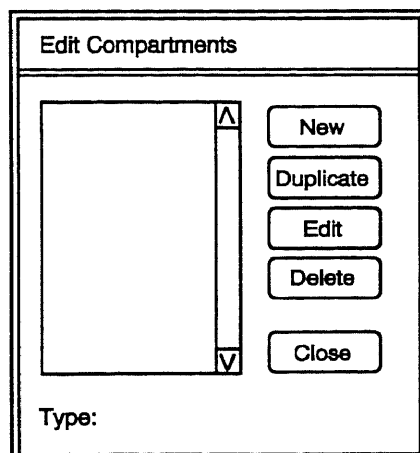 Edit Compartments
New
Duplicate
Edit
Delete
Close
Type: